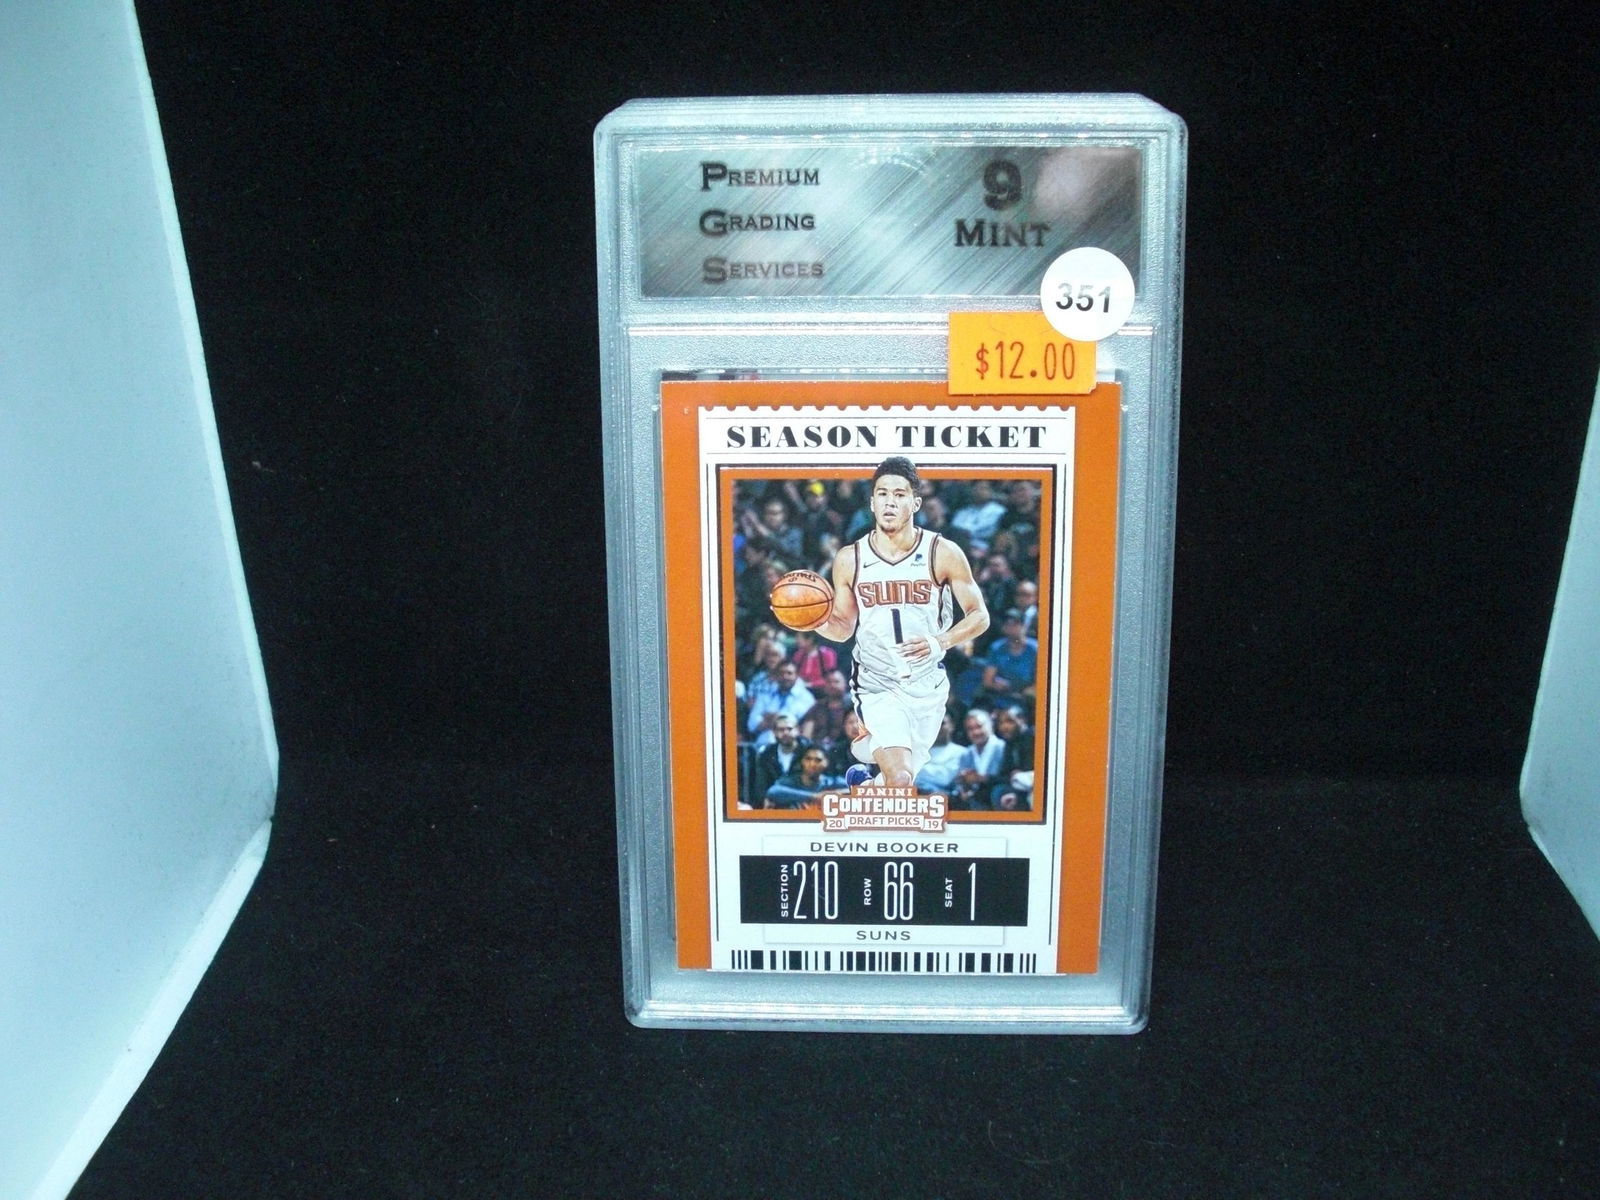 PREMIUM
GRADING
SERVICES
9
MINT
351
$12.00
SEASON TICKET
PayPal
SUNS
1
PANINI
CONTENDERS
20 DRAFT PICKS 19
DEVIN BOOKER
SECTION 210 ROW 66 SEAT 1
SUNS